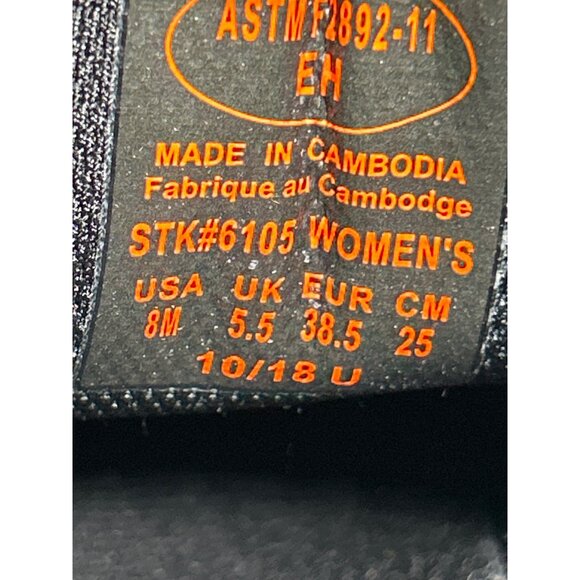 ASTM F2892-11
EH
MADE IN CAMBODIA
Fabrique au Cambodge
STK#6105 WOMEN'S
USA UK EUR CM
8M 5.5 38.5 25
10/18 U